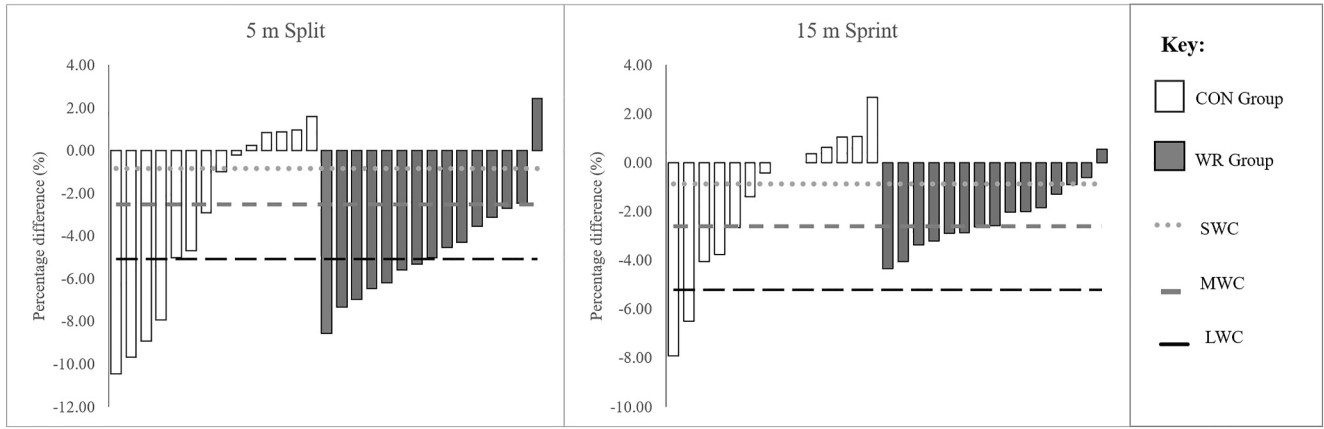 5 m Split
Percentage difference (%)
4.00
2.00
0.00
-2.00
-4.00
-6.00
-8.00
-10.00
-12.00
15 m Sprint
Percentage difference (%)
4.00
2.00
0.00
-2.00
-4.00
-6.00
-8.00
-10.00
Key:
CON Group
WR Group
SWC
MWC
LWC